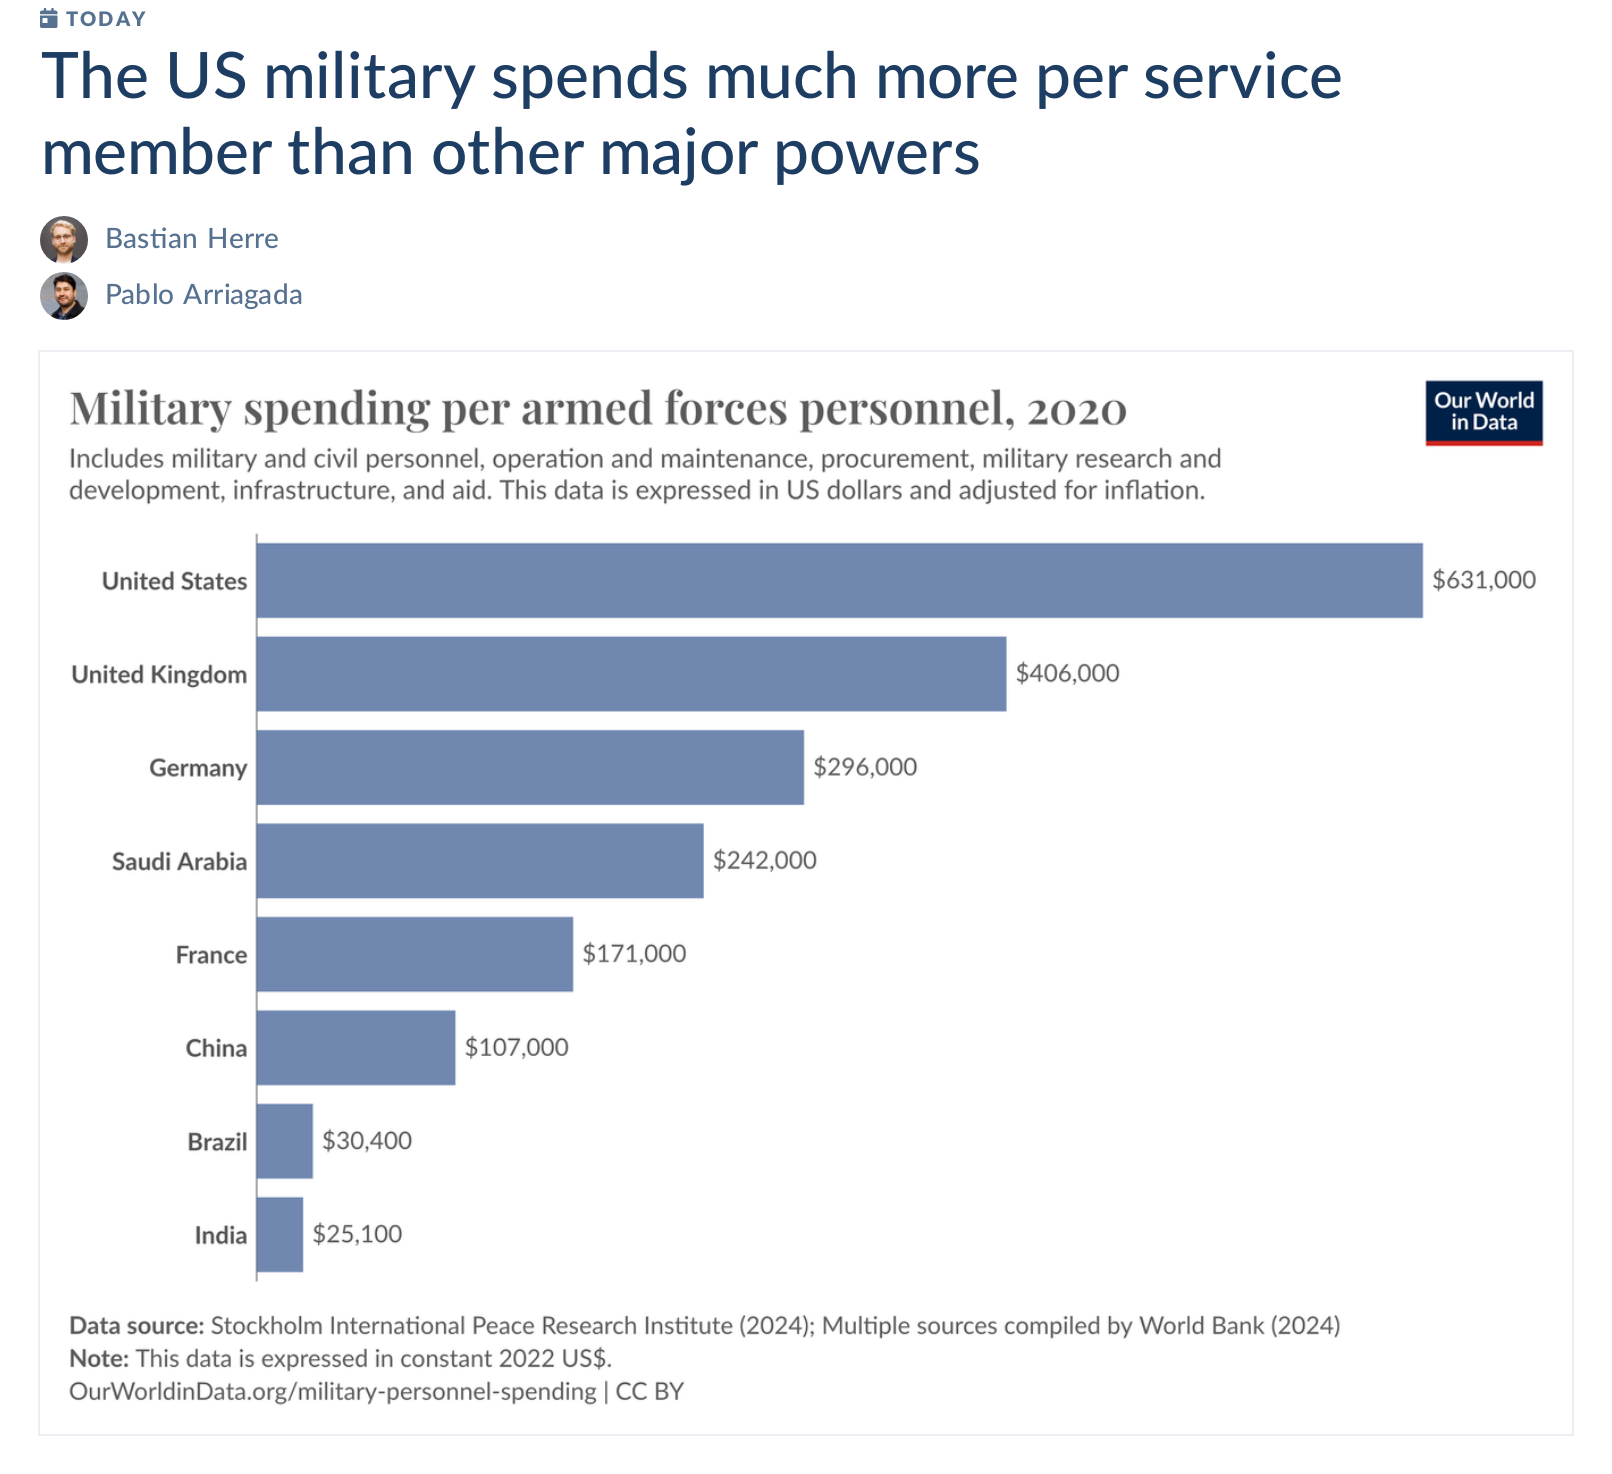 TODAY
The US military spends much more per service
member than other major powers
Bastian Herre
Pablo Arriagada
Military spending per armed forces personnel, 2020
Our World
in Data
Includes military and civil personnel, operation and maintenance, procurement, military research and
development, infrastructure, and aid. This data is expressed in US dollars and adjusted for inflation.
United States $631,000
United Kingdom $406,000
Germany $296,000
Saudi Arabia $242,000
France $171,000
China $107,000
Brazil $30,400
India $25,100
Data source: Stockholm International Peace Research Institute (2024); Multiple sources compiled by World Bank (2024)
Note: This data is expressed in constant 2022 US$.
OurWorldinData.org/military-personnel-spending | CC BY